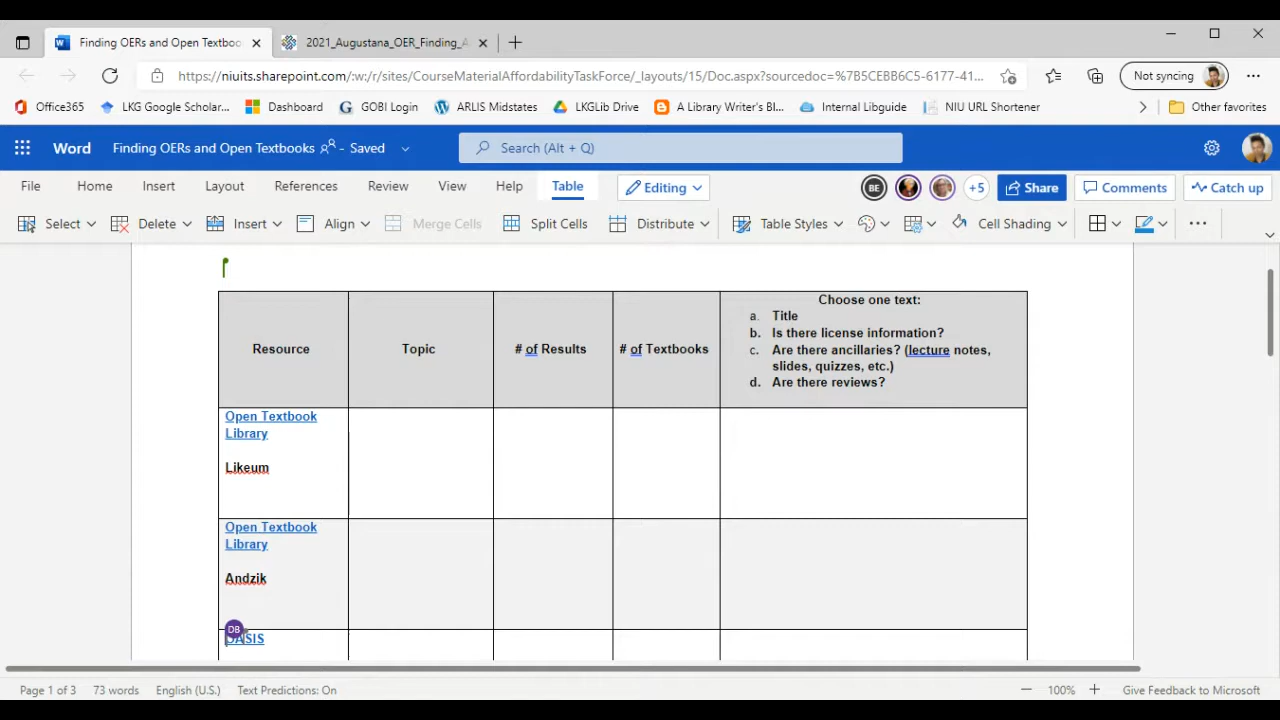 Finding OERs and Open Textboo
2021_Augustana_OER_Finding_A
https://niuits.sharepoint.com/:w:/r/sites/CourseMaterialAffordabilityTaskForce/_layouts/15/Doc.aspx?sourcedoc=%7B5CEBB6C5-6177-41...
Not syncing
Office365
LKG Google Scholar...
Dashboard
GOBI Login
ARLIS Midstates
LKGLib Drive
A Library Writer's Bl...
Internal Libguide
NIU URL Shortener
Other favorites
Word
Finding OERs and Open Textbooks - Saved
Search (Alt + Q)
File
Home
Insert
Layout
References
Review
View
Help
Table
Editing
BE
+5
Share
Comments
Catch up
Select
Delete
Insert
Align
Merge Cells
Split Cells
Distribute
Table Styles
Cell Shading
Resource
Topic
# of Results
# of Textbooks
Choose one text:
a. Title
b. Is there license information?
c. Are there ancillaries? (lecture notes,
slides, quizzes, etc.)
d. Are there reviews?
Open Textbook
Library
Likeum
Open Textbook
Library
Andzik
DB
OASIS
Page 1 of 3
73 words
English (U.S.)
Text Predictions: On
100%
Give Feedback to Microsoft